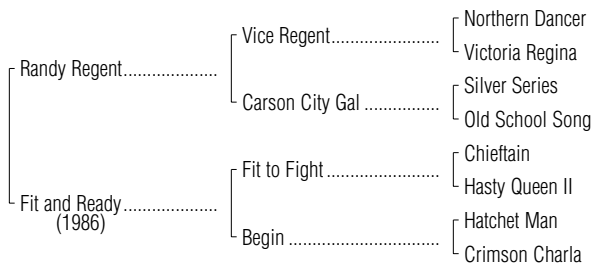 Northern Dancer
Vice Regent......................
Victoria Regina
Randy Regent....................
Silver Series
Carson City Gal ................
Old School Song
Chieftain
Fit to Fight .......................
Hasty Queen II
Fit and Ready....................
(1986)
Hatchet Man
Begin ...............................
Crimson Charla